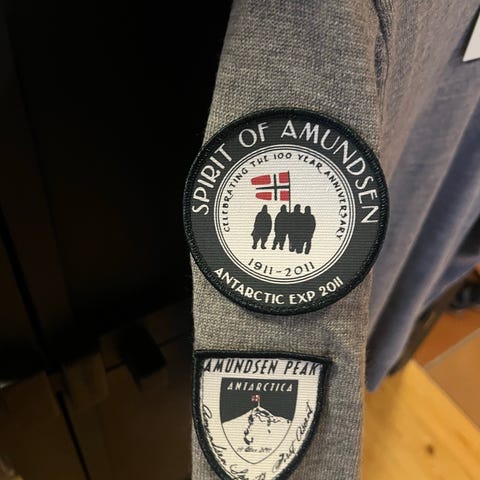 SPIRIT OF AMUNDSEN
CELEBRATING THE 100 YEAR ANNIVERSARY
1911-2011
ANTARCTIC EXP 2011
AMUNDSEN PEAK
ANTARCTICA